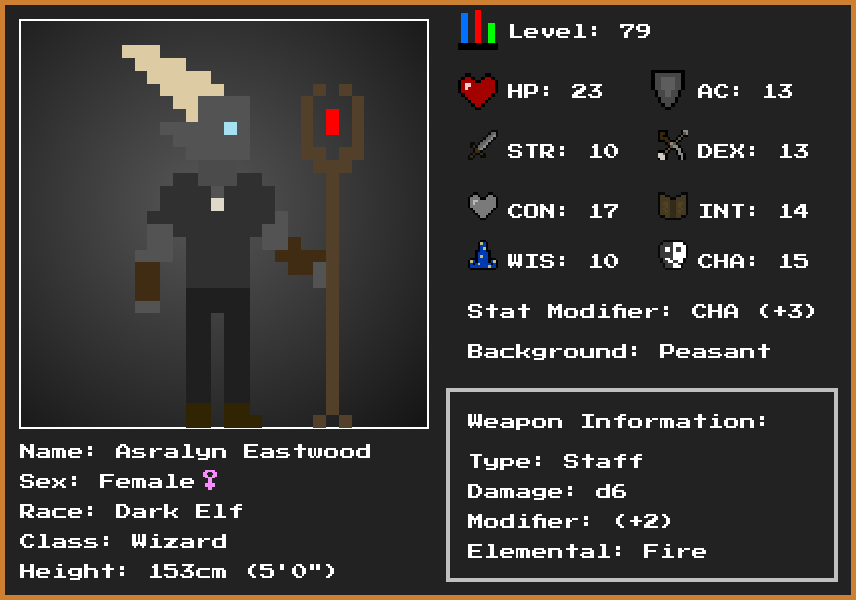 Level: 79
HP: 23 AC: 13
STR: 10 DEX: 13
CON: 17 INT: 14
WIS: 10 CHA: 15
Stat Modifier: CHA (+3)
Background: Peasant
Weapon Information:
Type: Staff
Damage: d6
Modifier: (+2)
Elemental: Fire
Name: Asralyn Eastwood
Sex: Female♀
Race: Dark Elf
Class: Wizard
Height: 153cm (5'0")